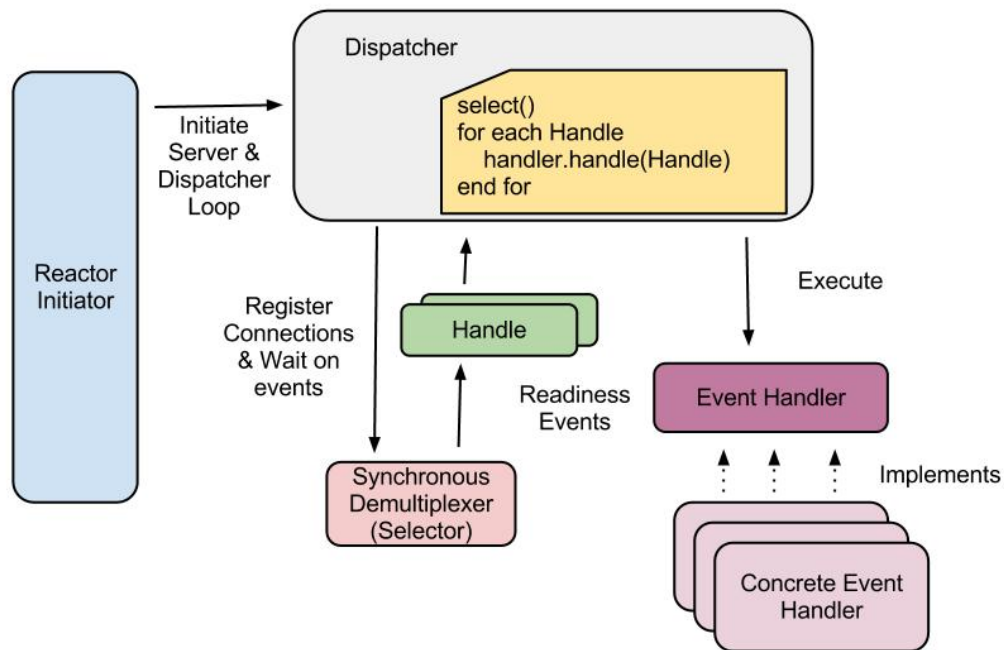 Dispatcher
select()
for each Handle
handler.handle(Handle)
end for
Initiate
Server &
Dispatcher
Loop
Reactor
Initiator
Register
Connections
& Wait on
events
Handle
Execute
Readiness
Events
Event Handler
Synchronous
Demultiplexer
(Selector)
Implements
Concrete Event
Handler